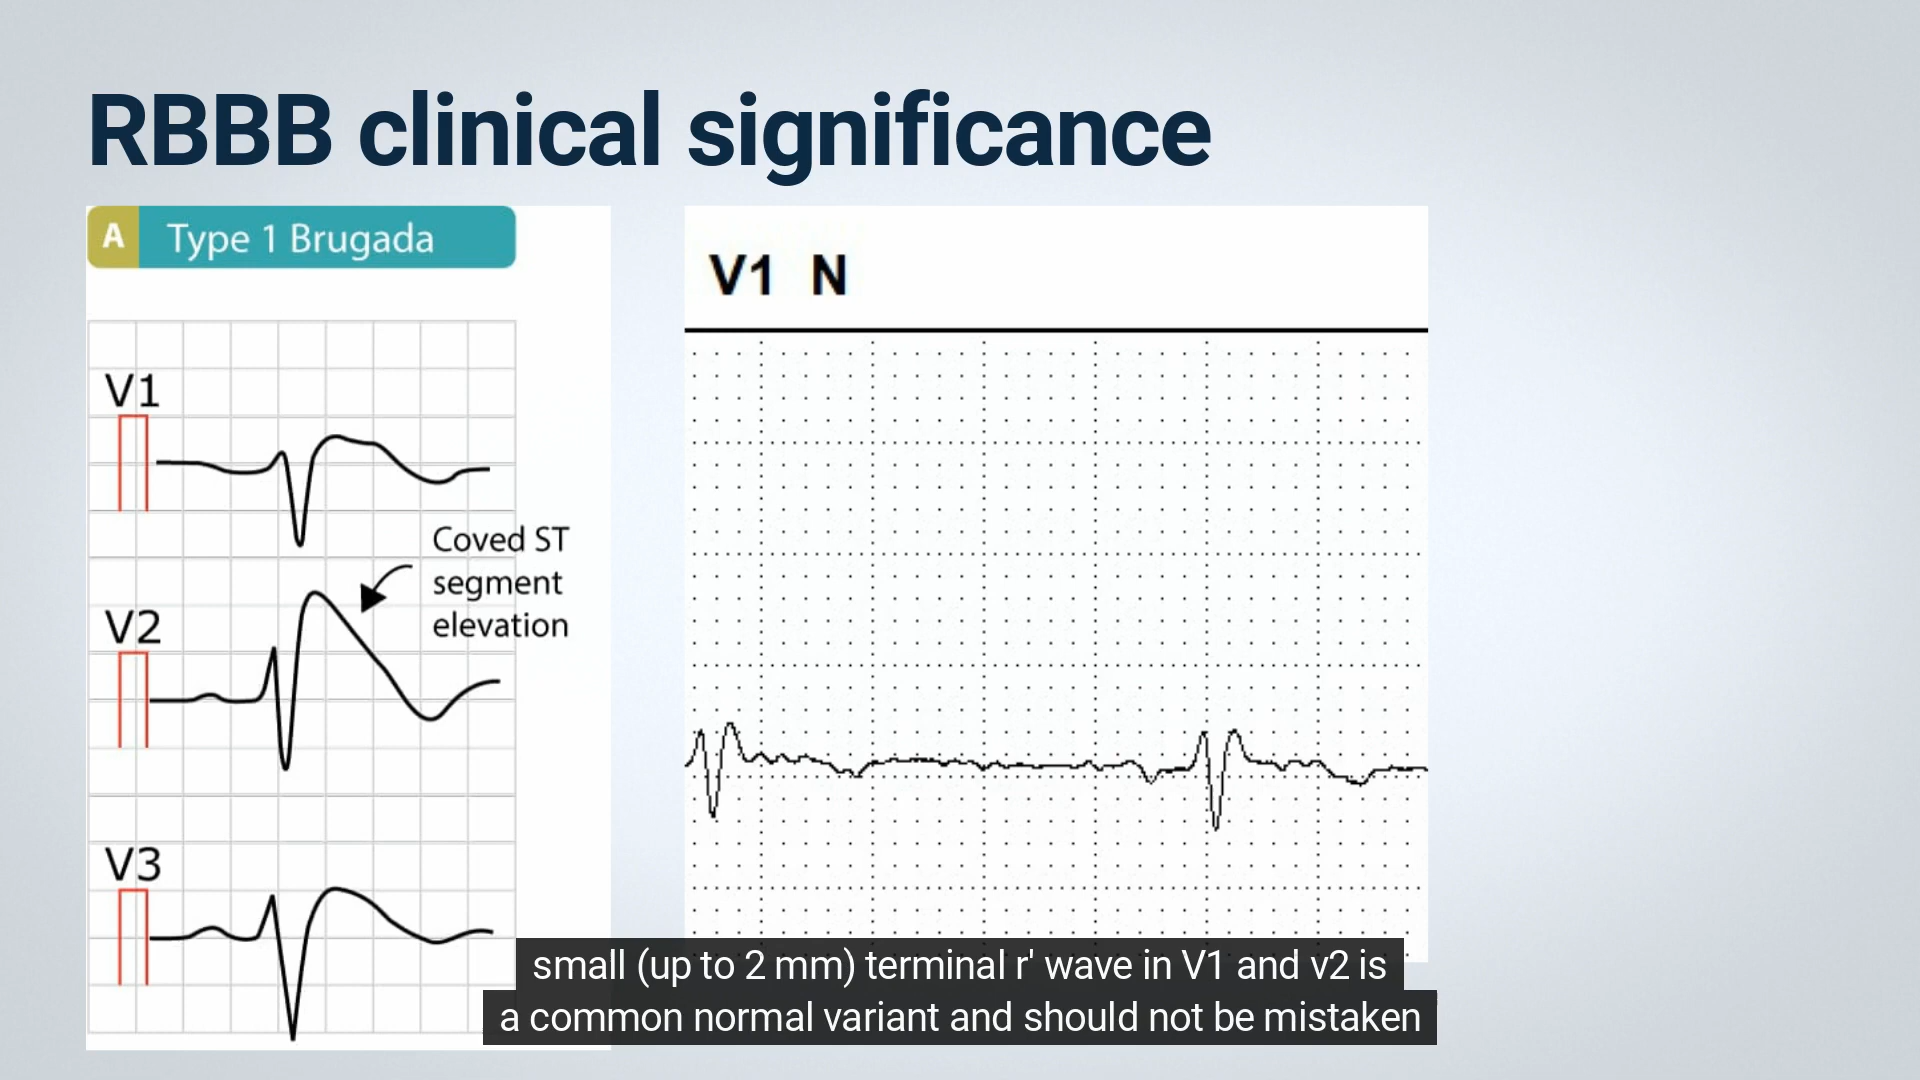 RBBB clinical significance
A Type 1 Brugada
V1
Coved ST
segment
elevation
V2
V3
V1 N
small (up to 2 mm) terminal r' wave in V1 and v2 is
a common normal variant and should not be mistaken